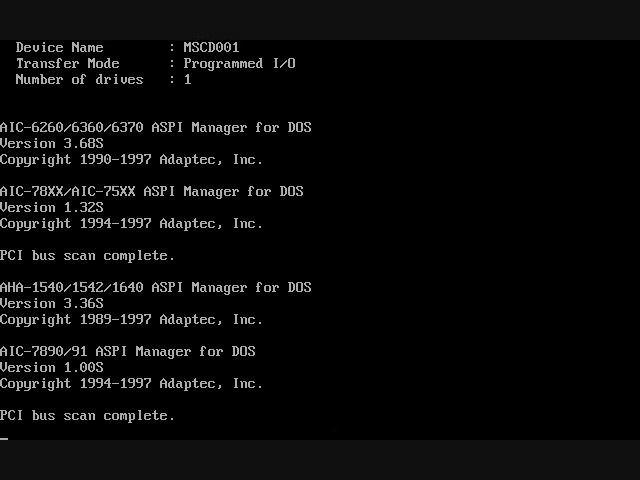 Device Name : MSCD001
Transfer Mode : Programmed I/O
Number of drives : 1
AIC-6260/6360/6370 ASPI Manager for DOS
Version 3.68S
Copyright 1990-1997 Adaptec, Inc.
AIC-78XX/AIC-75XX ASPI Manager for DOS
Version 1.32S
Copyright 1994-1997 Adaptec, Inc.
PCI bus scan complete.
AHA-1540/1542/1640 ASPI Manager for DOS
Version 3.36S
Copyright 1989-1997 Adaptec, Inc.
AIC-7890/91 ASPI Manager for DOS
Version 1.00S
Copyright 1994-1997 Adaptec, Inc.
PCI bus scan complete.